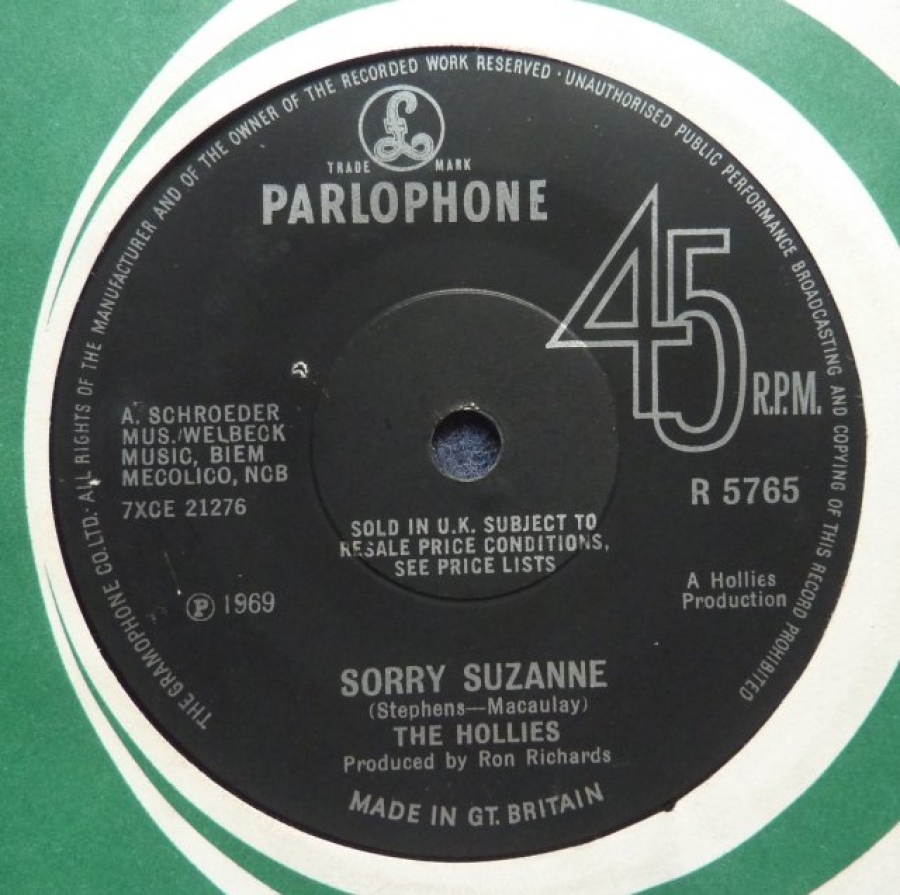 THE GRAMOPHONE CO. LTD. · ALL RIGHTS OF THE MANUFACTURER AND OF THE OWNER OF THE RECORDED WORK RESERVED · UNAUTHORISED PUBLIC PERFORMANCE BROADCASTING AND COPYING OF THIS RECORD PROHIBITED
£
TRADE MARK
PARLOPHONE
45 R.P.M.
A. SCHROEDER
MUS./WELBECK
MUSIC, BIEM
MECOLICO, NCB
7XCE 21276
R 5765
SOLD IN U.K. SUBJECT TO
RESALE PRICE CONDITIONS,
SEE PRICE LISTS
Ⓟ 1969
A Hollies
Production
SORRY SUZANNE
(Stephens—Macaulay)
THE HOLLIES
Produced by Ron Richards
MADE IN GT. BRITAIN